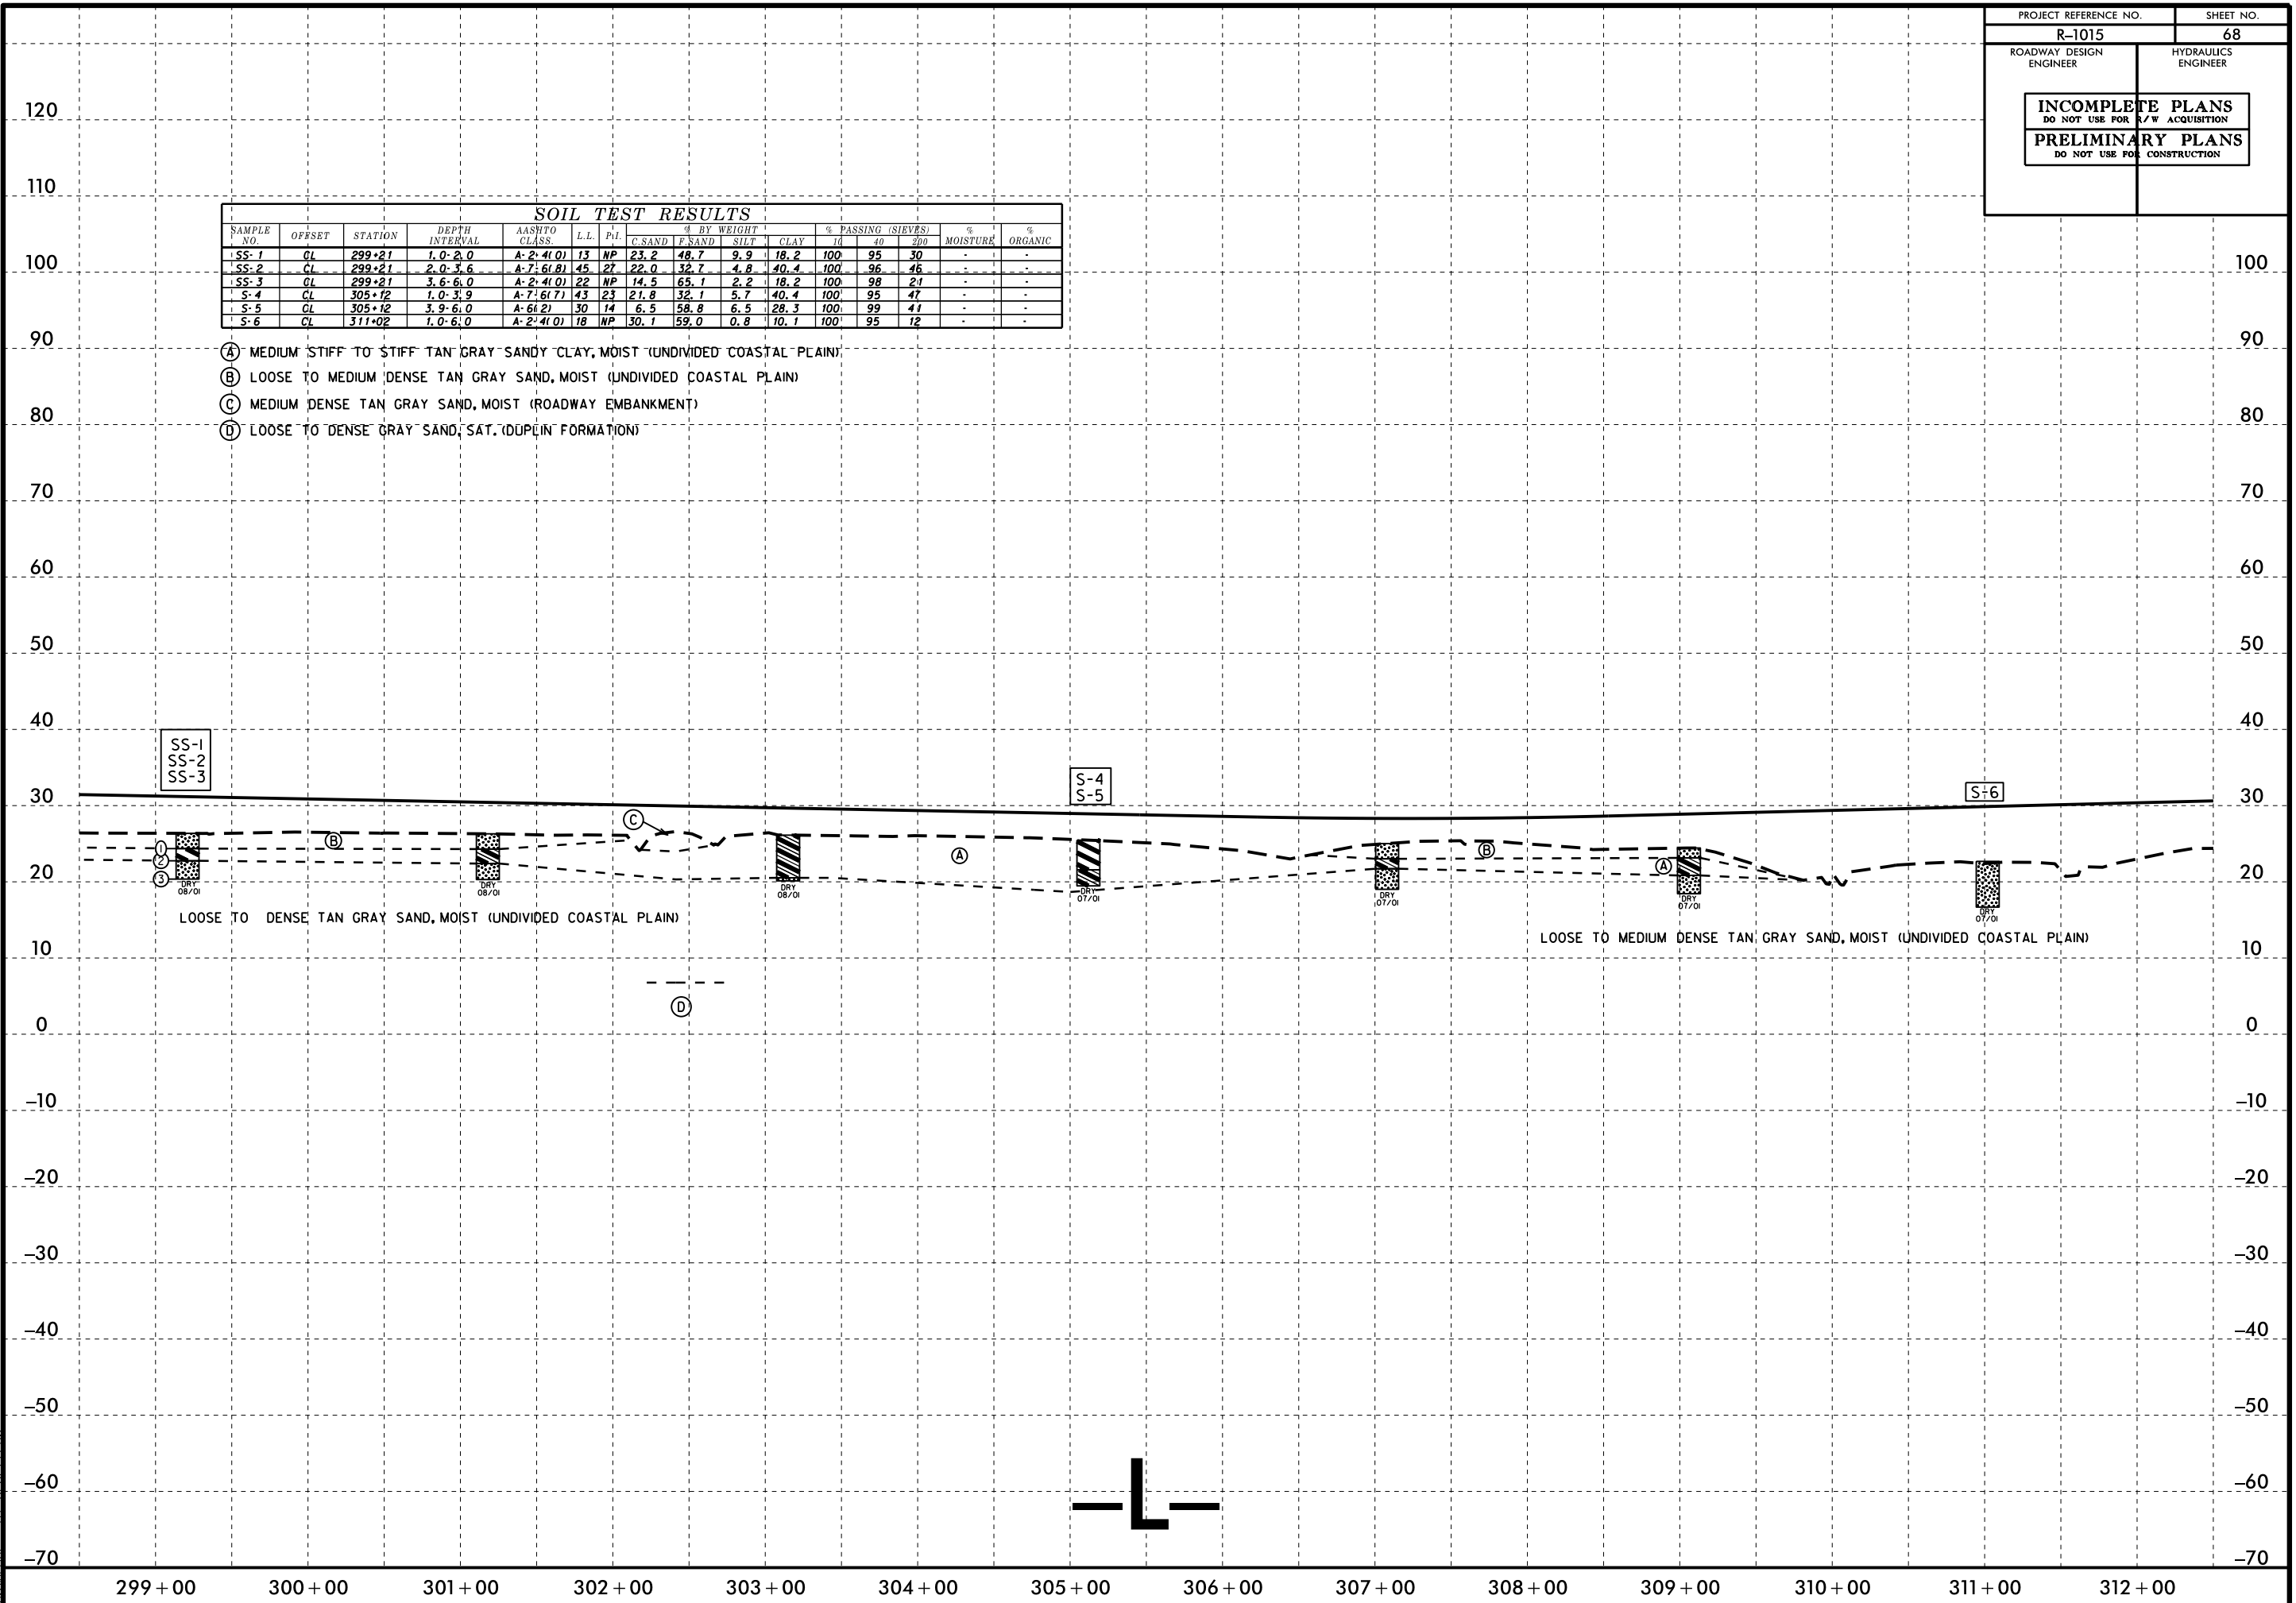 PROJECT REFERENCE NO. SHEET NO.
R–1015 68
ROADWAY DESIGN ENGINEER HYDRAULICS ENGINEER
INCOMPLETE PLANS
DO NOT USE FOR R/W ACQUISITION
PRELIMINARY PLANS
DO NOT USE FOR CONSTRUCTION
120
110
SOIL TEST RESULTS
SAMPLE NO. OFFSET STATION DEPTH INTERVAL AASHTO CLASS. L.L. P.I. % BY WEIGHT % PASSING (SIEVES) % MOISTURE % ORGANIC
C.SAND F.SAND SILT CLAY 10 40 200
SS-1 CL 299+21 1.0-2.0 A-2-4(0) 13 NP 23.2 48.7 9.9 18.2 100 95 30 - -
SS-2 CL 299+21 2.0-3.6 A-7-6(8) 45 27 22.0 32.7 4.8 40.4 100 96 46 - -
SS-3 CL 299+21 3.6-6.0 A-2-4(0) 22 NP 14.5 65.1 2.2 18.2 100 98 21 - -
S-4 CL 305+12 1.0-3.9 A-7-6(7) 43 23 21.8 32.1 5.7 40.4 100 95 47 - -
S-5 CL 305+12 3.9-6.0 A-6(2) 30 14 6.5 58.8 6.5 28.3 100 99 41 - -
S-6 CL 311+02 1.0-6.0 A-2-4(0) 18 NP 30.1 59.0 0.8 10.1 100 95 12 - -
100 100
90 90
A MEDIUM STIFF TO STIFF TAN GRAY SANDY CLAY, MOIST (UNDIVIDED COASTAL PLAIN)
B LOOSE TO MEDIUM DENSE TAN GRAY SAND, MOIST (UNDIVIDED COASTAL PLAIN)
C MEDIUM DENSE TAN GRAY SAND, MOIST (ROADWAY EMBANKMENT)
D LOOSE TO DENSE GRAY SAND, SAT. (DUPLIN FORMATION)
80 80
70 70
60 60
50 50
40 40
SS-1
SS-2
SS-3
S-4
S-5
S-6
30 30
C
B
A
B
A
1
2
3
20 20
DRY
08/01
DRY
08/01
DRY
08/01
DRY
07/01
DRY
07/01
DRY
07/01
DRY
07/01
LOOSE TO DENSE TAN GRAY SAND, MOIST (UNDIVIDED COASTAL PLAIN)
LOOSE TO MEDIUM DENSE TAN GRAY SAND, MOIST (UNDIVIDED COASTAL PLAIN)
10 10
D
0 0
–10 –10
–20 –20
–30 –30
–40 –40
–50 –50
–60 –60
–L–
–70 –70
299+00 300+00 301+00 302+00 303+00 304+00 305+00 306+00 307+00 308+00 309+00 310+00 311+00 312+00